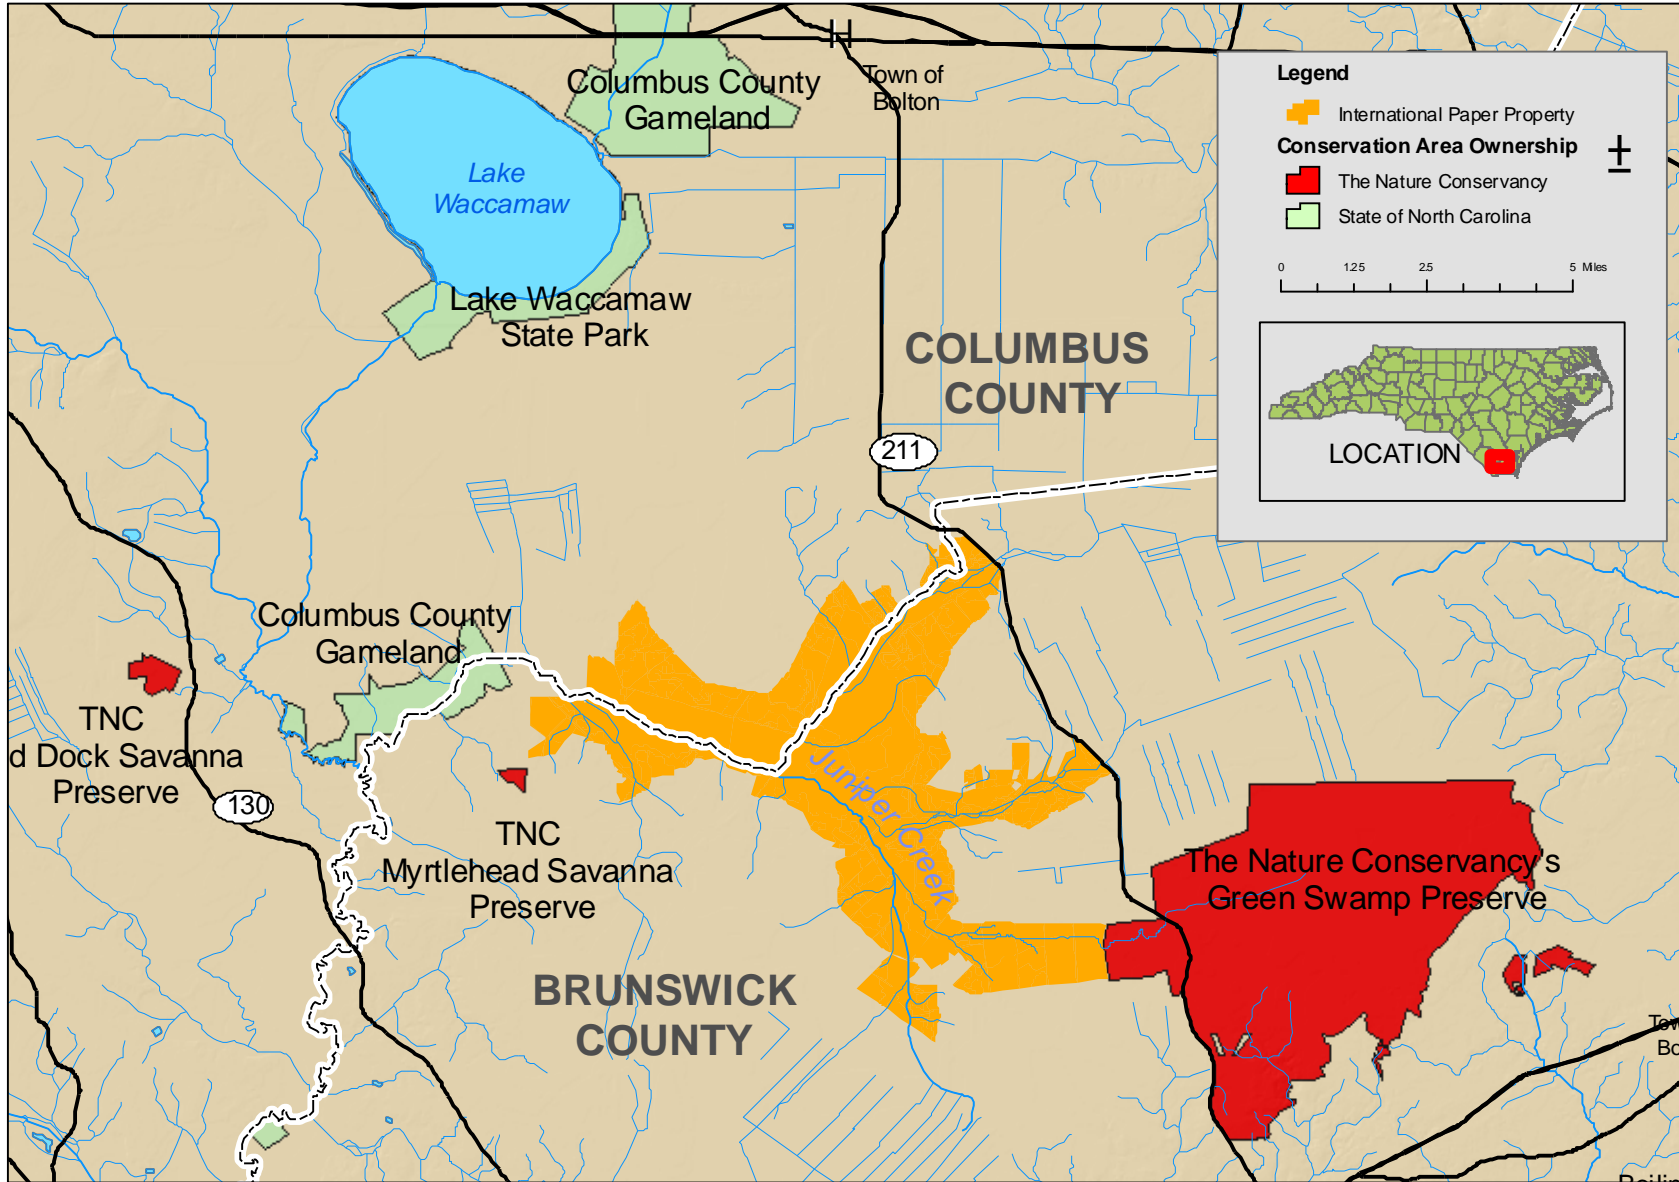 Columbus County
Gameland
Town of
Bolton
Lake
Waccamaw
Lake Waccamaw
State Park
COLUMBUS
COUNTY
211
Columbus County
Gameland
TNC
d Dock Savanna
Preserve
130
TNC
Myrtlehead Savanna
Preserve
Juniper Creek
The Nature Conservancy's
Green Swamp Preserve
BRUNSWICK
COUNTY
Legend
International Paper Property
Conservation Area Ownership
The Nature Conservancy
State of North Carolina
0 1.25 2.5 5 Miles
LOCATION